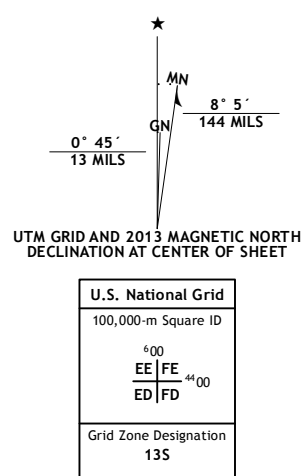 ★
MN
GN
0° 45´
13 MILS
8° 5´
144 MILS
UTM GRID AND 2013 MAGNETIC NORTH
DECLINATION AT CENTER OF SHEET
U.S. National Grid
100,000-m Square ID
⁶00
EE FE
⁴⁴00
ED FD
Grid Zone Designation
13S